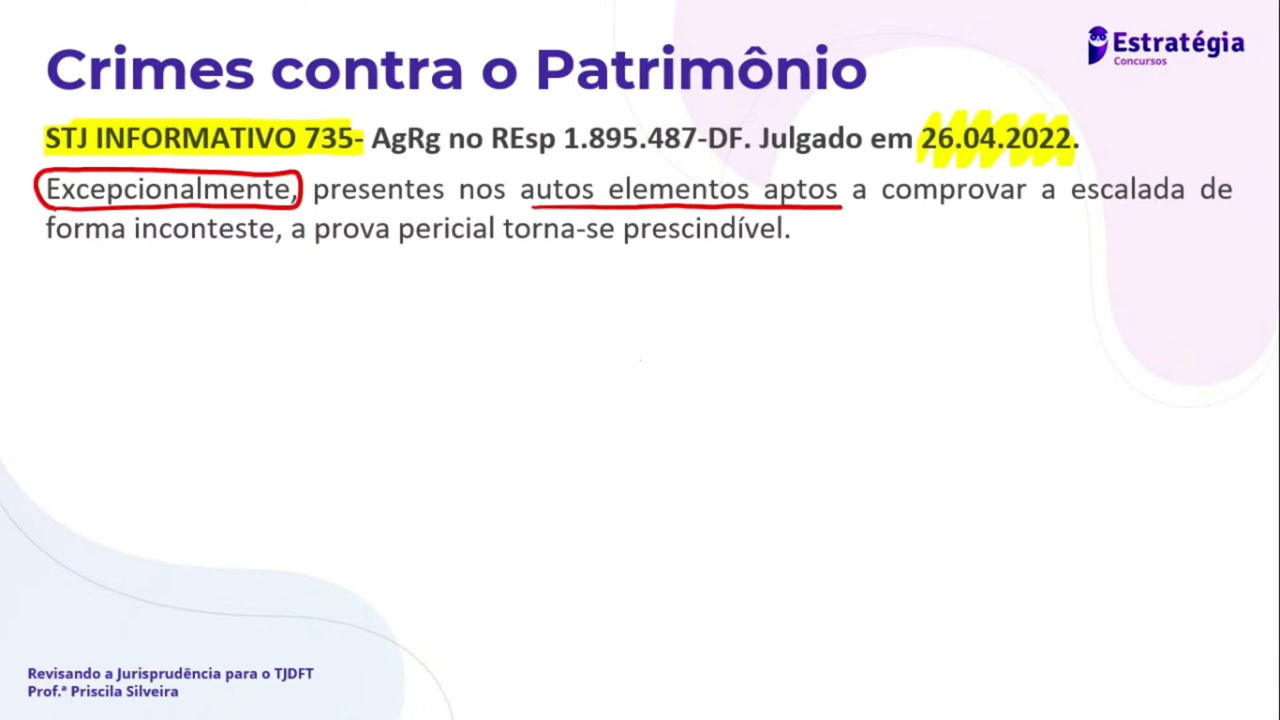 Estratégia
Concursos
Crimes contra o Patrimônio
STJ INFORMATIVO 735- AgRg no REsp 1.895.487-DF. Julgado em 26.04.2022.
Excepcionalmente, presentes nos autos elementos aptos a comprovar a escalada de
forma inconteste, a prova pericial torna-se prescindível.
Revisando a Jurisprudência para o TJDFT
Prof.ª Priscila Silveira